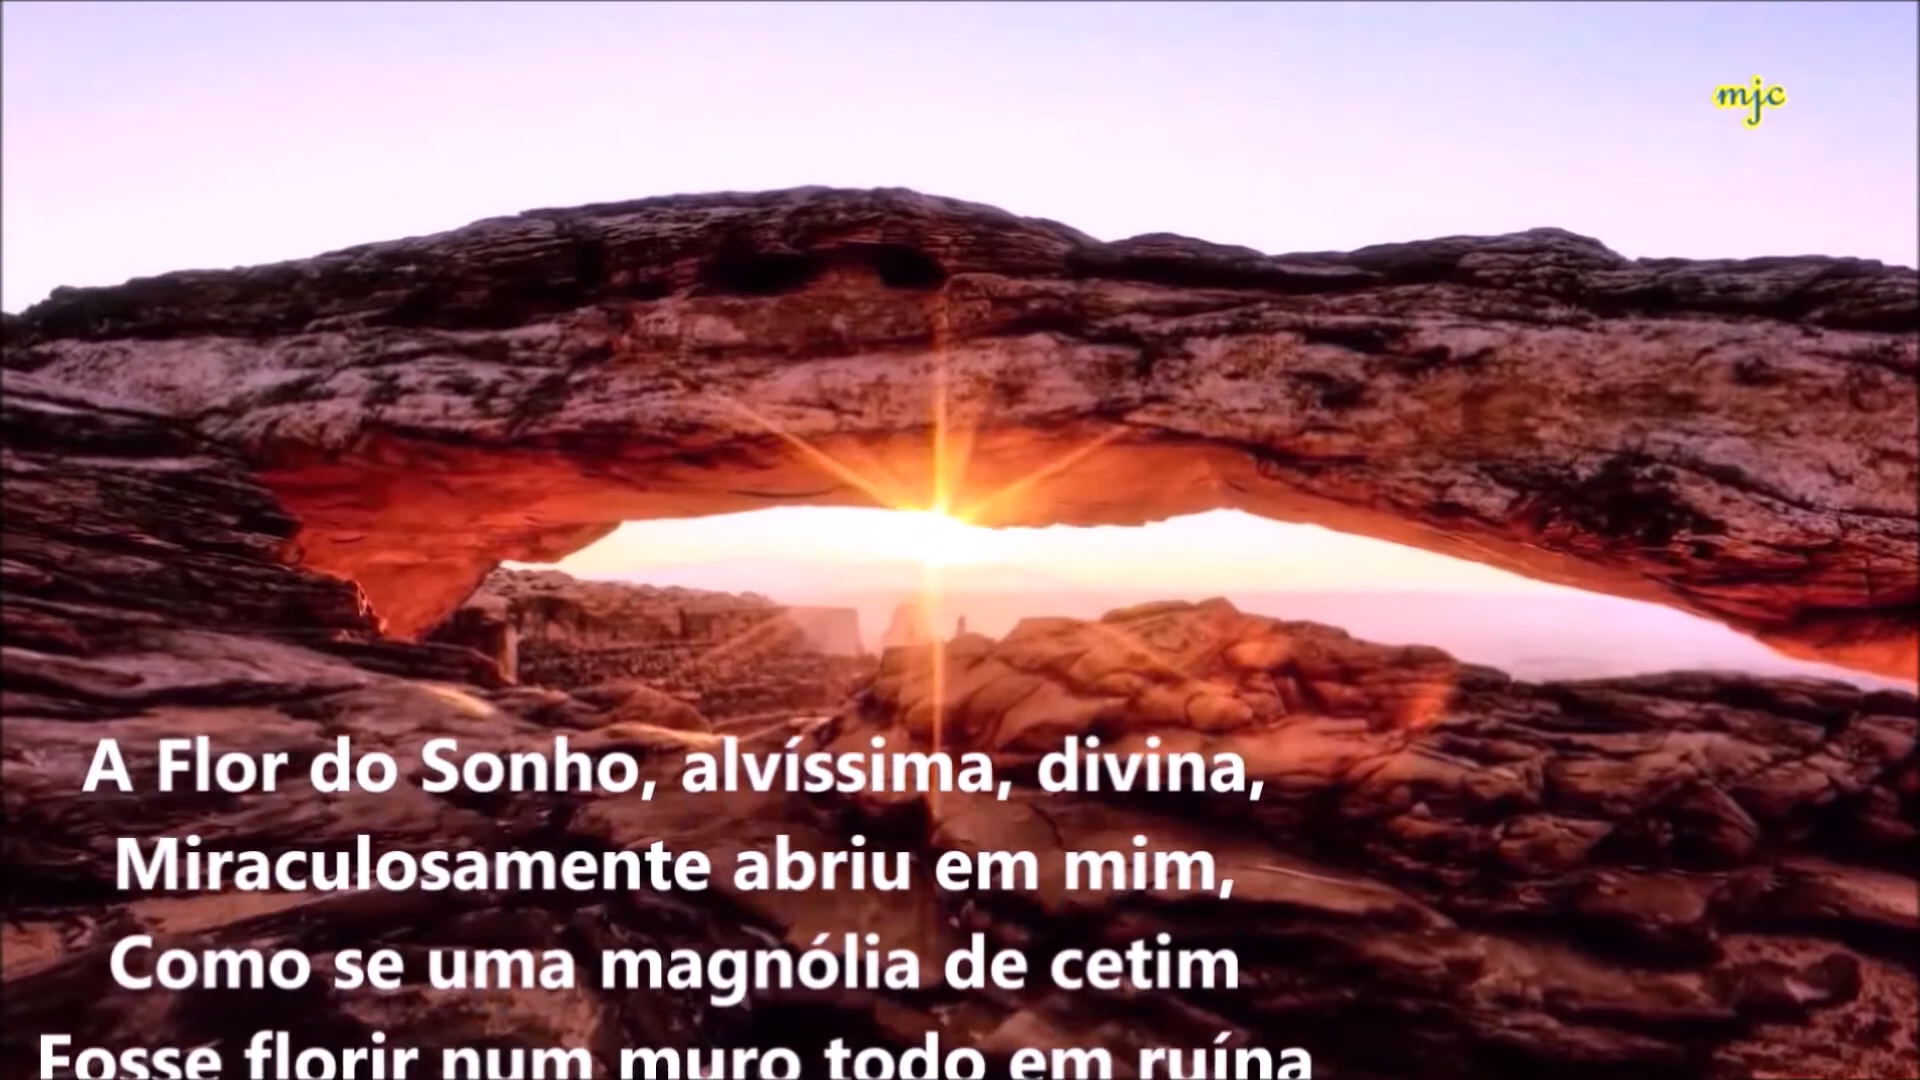 mjc
A Flor do Sonho, alvíssima, divina,
Miraculosamente abriu em mim,
Como se uma magnólia de cetim
Fosse florir num muro todo em ruína